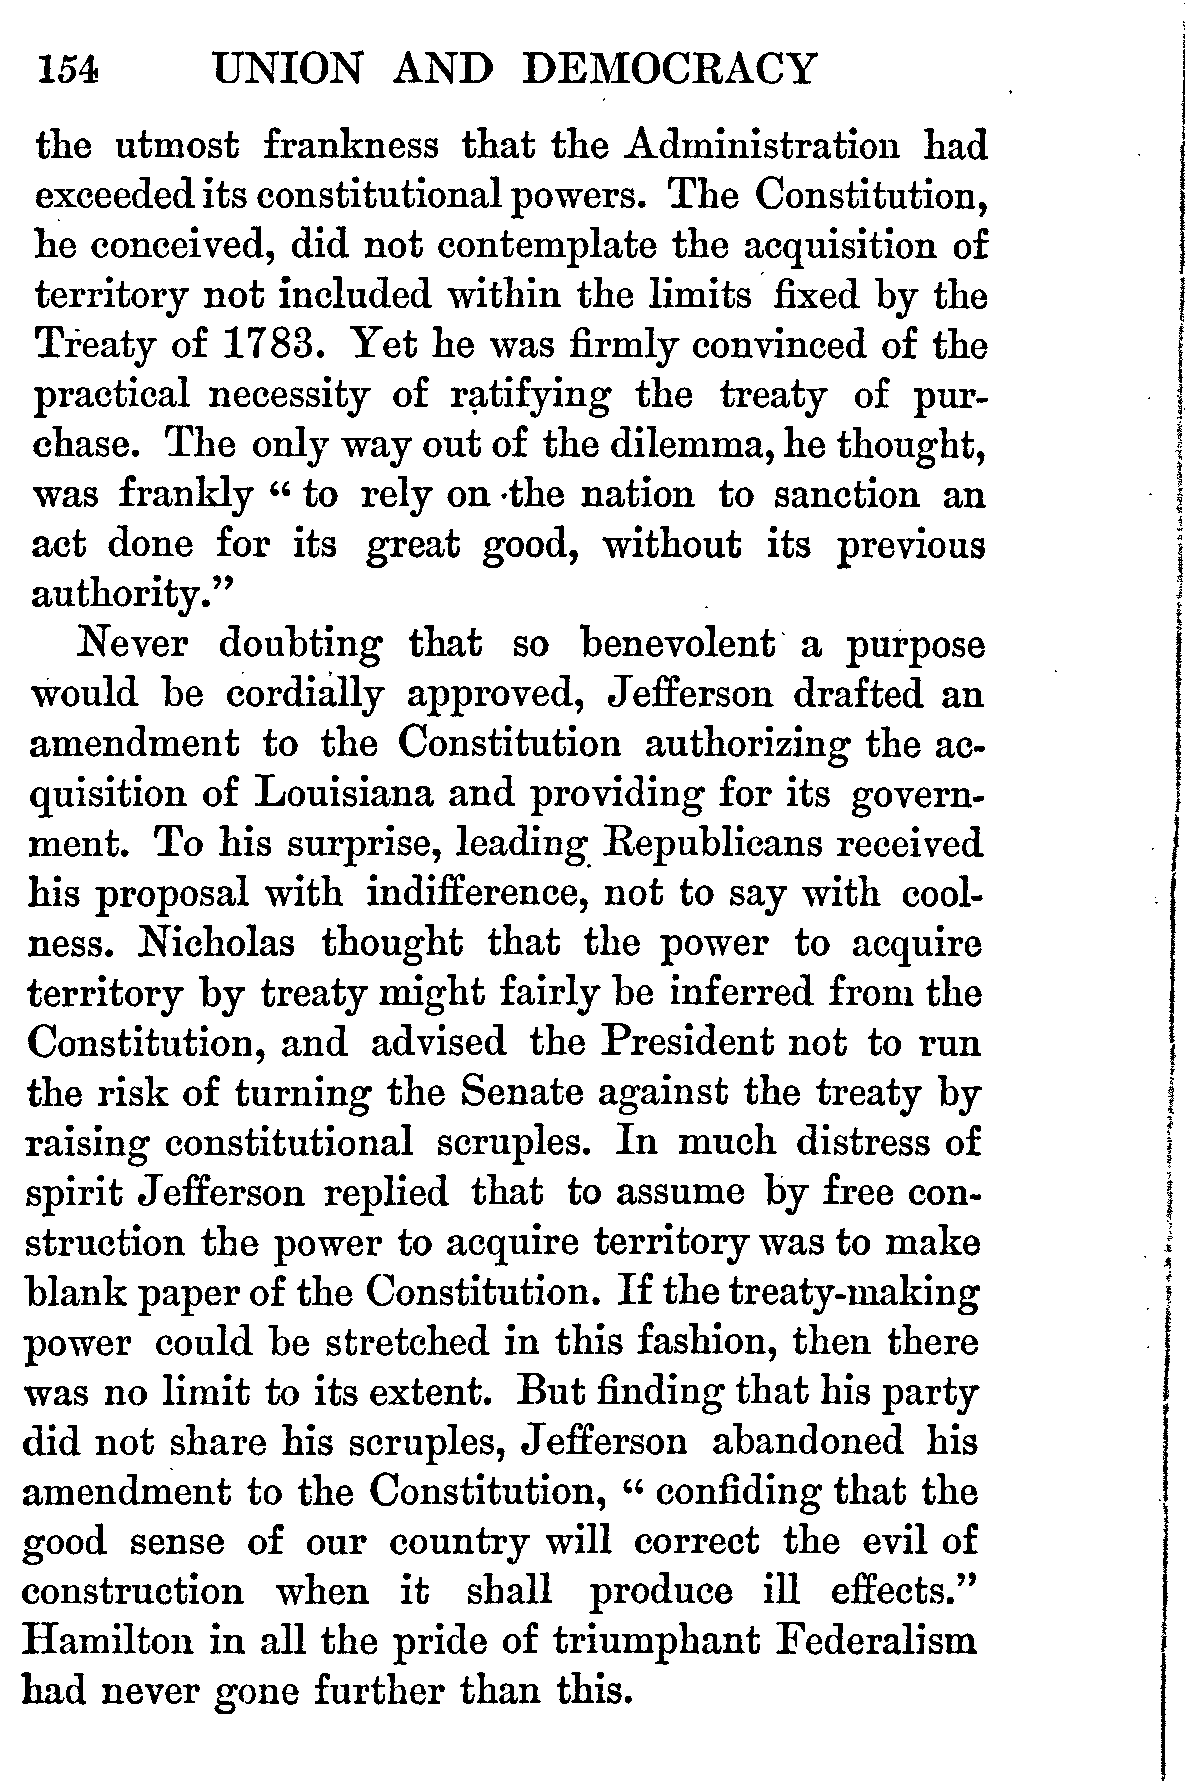 154 UNION AND DEMOCRACY
the utmost frankness that the Administration had
exceeded its constitutional powers. The Constitution,
he conceived, did not contemplate the acquisition of
territory not included within the limits fixed by the
Treaty of 1783. Yet he was firmly convinced of the
practical necessity of ratifying the treaty of pur-
chase. The only way out of the dilemma, he thought,
was frankly “ to rely on the nation to sanction an
act done for its great good, without its previous
authority.”
Never doubting that so benevolent a purpose
would be cordially approved, Jefferson drafted an
amendment to the Constitution authorizing the ac-
quisition of Louisiana and providing for its govern-
ment. To his surprise, leading Republicans received
his proposal with indifference, not to say with cool-
ness. Nicholas thought that the power to acquire
territory by treaty might fairly be inferred from the
Constitution, and advised the President not to run
the risk of turning the Senate against the treaty by
raising constitutional scruples. In much distress of
spirit Jefferson replied that to assume by free con-
struction the power to acquire territory was to make
blank paper of the Constitution. If the treaty-making
power could be stretched in this fashion, then there
was no limit to its extent. But finding that his party
did not share his scruples, Jefferson abandoned his
amendment to the Constitution, “ confiding that the
good sense of our country will correct the evil of
construction when it shall produce ill effects.”
Hamilton in all the pride of triumphant Federalism
had never gone further than this.